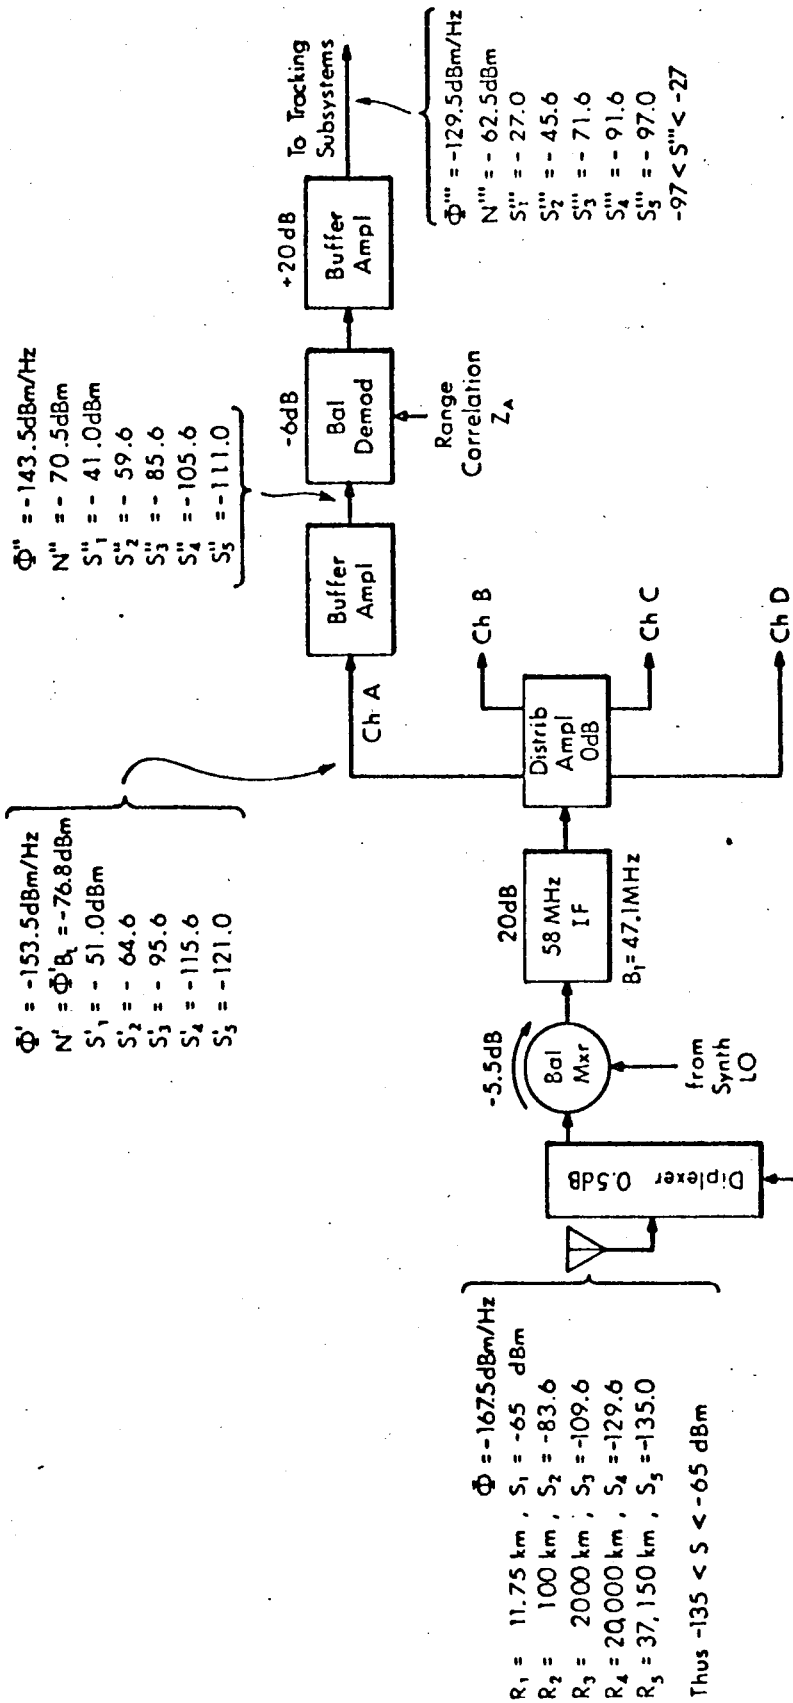 Φ = -167.5dBm/Hz
R₁ = 11.75 km , S₁ = -65 dBm
R₂ = 100 km , S₂ = -83.6
R₃ = 2000 km , S₃ = -109.6
R₄ = 20,000 km , S₄ = -129.6
R₅ = 37,150 km , S₅ = -135.0
Thus -135 < S < -65 dBm
Diplexer 0.5dB
-5.5dB
Bal
Mxr
from
Synth
LO
20dB
58 MHz
IF
B₁=47.1MHz
Distrib
Ampl
0dB
Ch B
Ch C
Ch D
Ch A
Φ' = -153.5dBm/Hz
N' = Φ'B₁ = -76.8dBm
S'₁ = - 51.0dBm
S'₂ = - 64.6
S'₃ = - 95.6
S'₄ = -115.6
S'₅ = -121.0
Buffer
Ampl
Φ" = -143.5dBm/Hz
N" = - 70.5dBm
S"₁ = - 41.0dBm
S"₂ = - 59.6
S"₃ = - 85.6
S"₄ = -105.6
S"₅ = -111.0
-6dB
Bal
Demod
Range
Correlation
Z_A
+20dB
Buffer
Ampl
To Tracking
Subsystems
Φ''' = -129.5dBm/Hz
N''' = - 62.5dBm
S'''₁ = - 27.0
S'''₂ = - 45.6
S'''₃ = - 71.6
S'''₄ = - 91.6
S'''₅ = - 97.0
-97 < S''' < -27